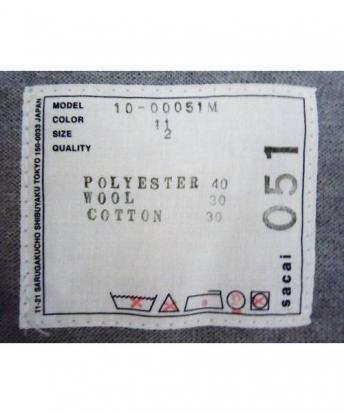 MODEL 10-00051M
COLOR 11
SIZE 2
QUALITY
POLYESTER 40
WOOL 30
COTTON 30
051
sacai
11-21 SARUGAKUCHO SHIBUYAKU TOKYO 150-0033 JAPAN